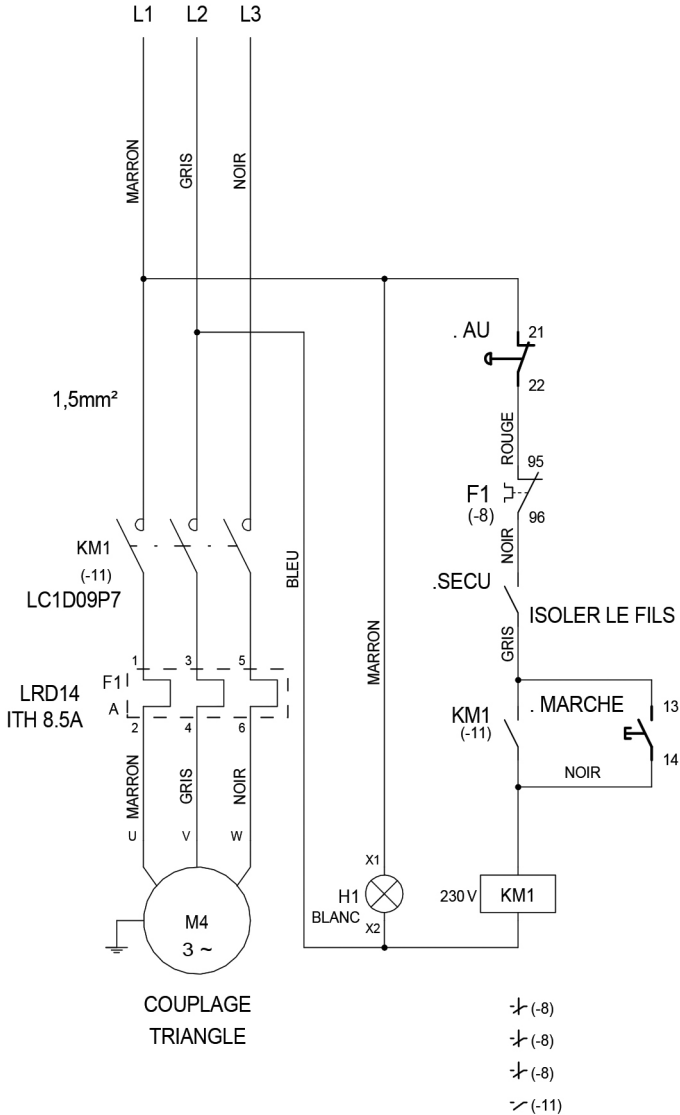 L1 L2 L3
MARRON
GRIS
NOIR
. AU
21
22
1,5mm²
ROUGE
95
F1
(-8)
96
NOIR
KM1
(-11)
LC1D09P7
BLEU
.SECU
ISOLER LE FILS
GRIS
MARRON
1 3 5
F1
A
LRD14
ITH 8.5A
2 4 6
KM1
(-11)
. MARCHE
13
14
NOIR
MARRON
GRIS
NOIR
U V W
X1
H1
BLANC
X2
230 V
KM1
M4
3 ~
COUPLAGE
TRIANGLE
(-8)
(-8)
(-8)
(-11)